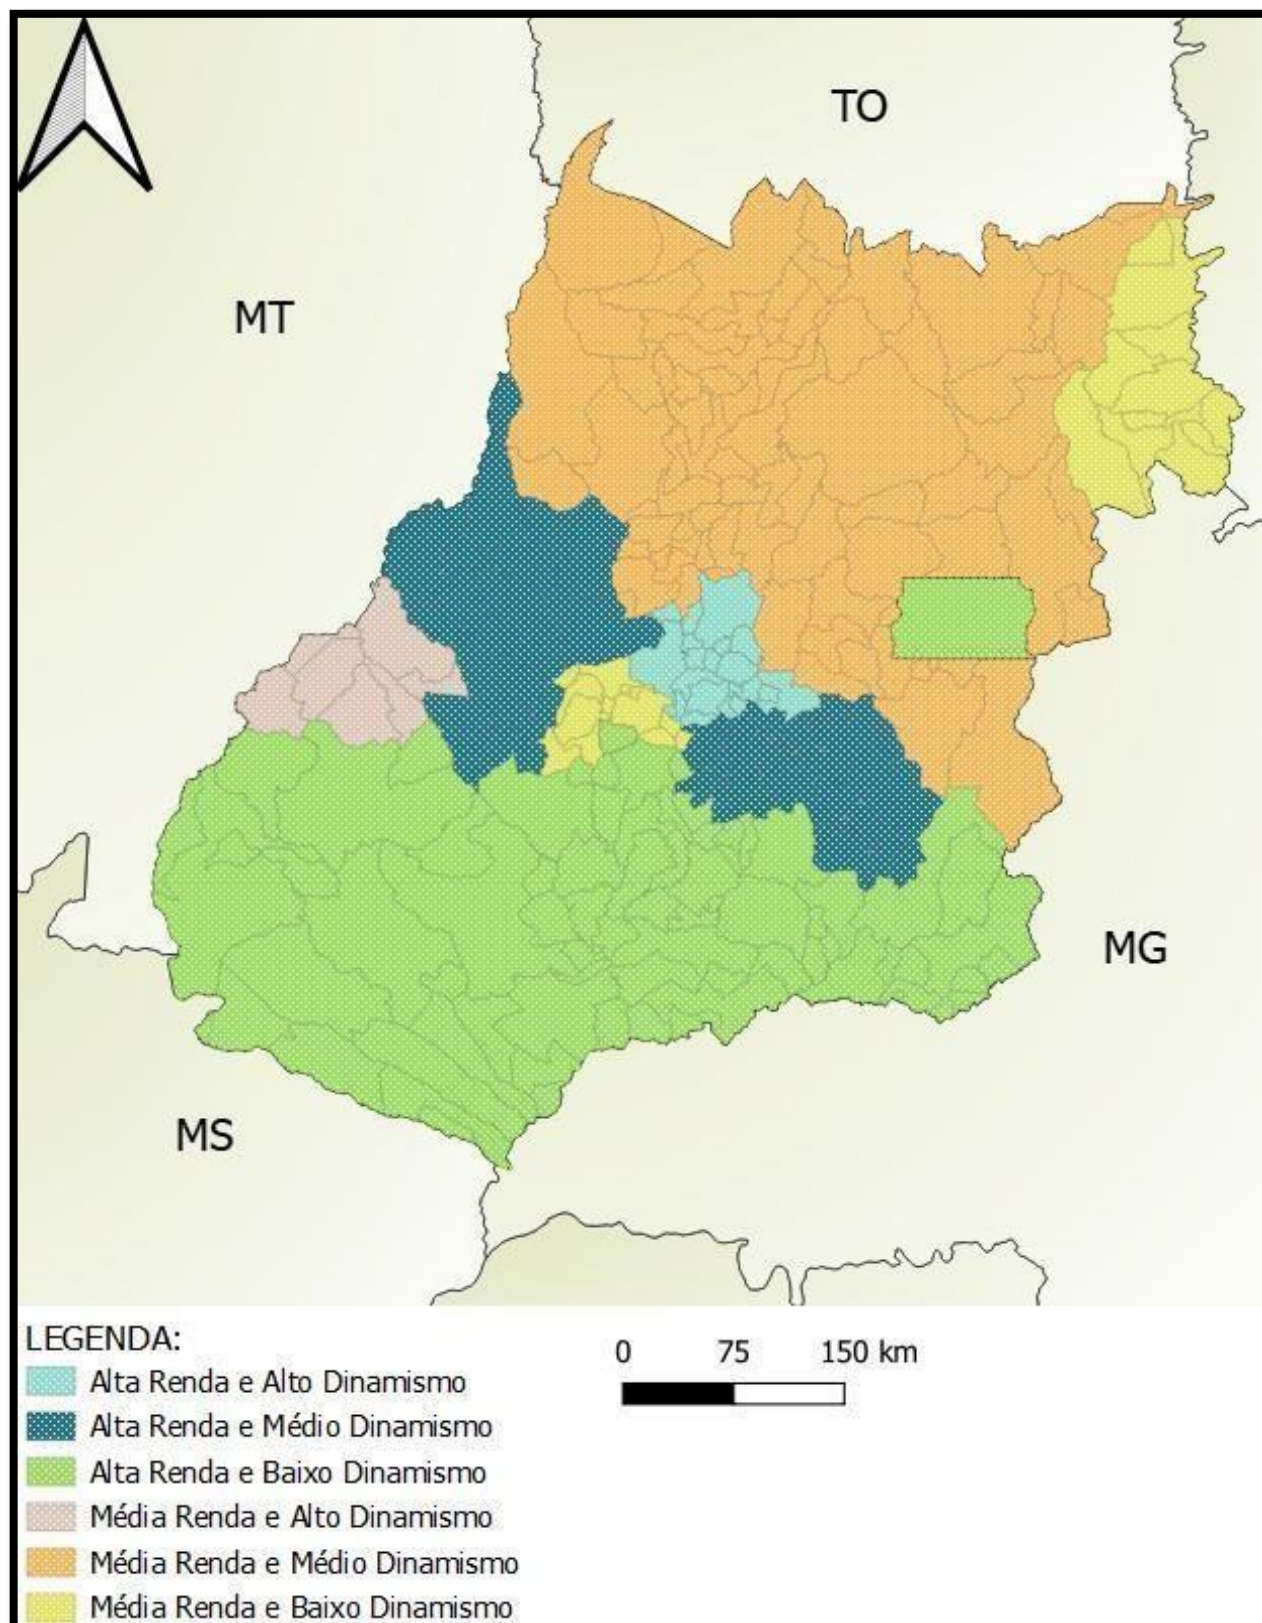 TO
MT
MG
MS
LEGENDA:
0 75 150 km
Alta Renda e Alto Dinamismo
Alta Renda e Médio Dinamismo
Alta Renda e Baixo Dinamismo
Média Renda e Alto Dinamismo
Média Renda e Médio Dinamismo
Média Renda e Baixo Dinamismo